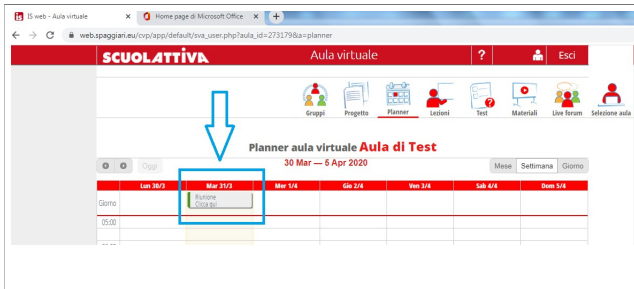 IS web - Aula virtuale
Home page di Microsoft Office
web.spaggiari.eu/cvp/app/default/sva_user.php?aula_id=273179&a=planner
SCUOLATTIVA
Aula virtuale
?
Esci
Gruppi
Progetto
Planner
Lezioni
Test
Materiali
Live forum
Selezione aula
Planner aula virtuale Aula di Test
Oggi
30 Mar — 5 Apr 2020
Mese
Settimana
Giorno
Lun 30/3
Mar 31/3
Mer 1/4
Gio 2/4
Ven 3/4
Sab 4/4
Dom 5/4
Giorno
Riunione
Clicca qui
05:00